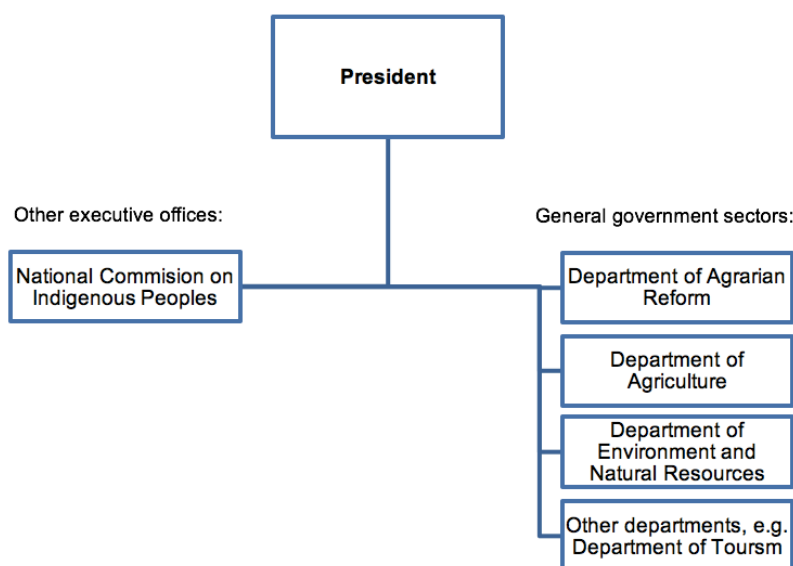 President
Other executive offices:
National Commision on
Indigenous Peoples
General government sectors:
Department of Agrarian
Reform
Department of
Agriculture
Department of
Environment and
Natural Resources
Other departments, e.g.
Department of Toursm